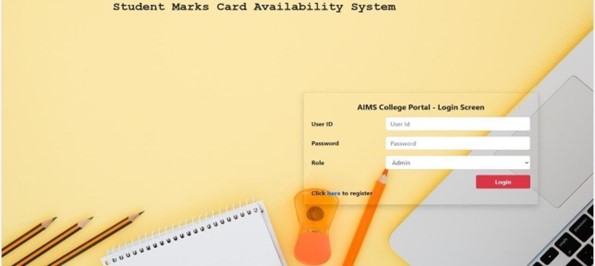 Student Marks Card Availability System
AIMS College Portal - Login Screen
User ID
User Id
Password
Password
Role
Admin
Login
Click here to register